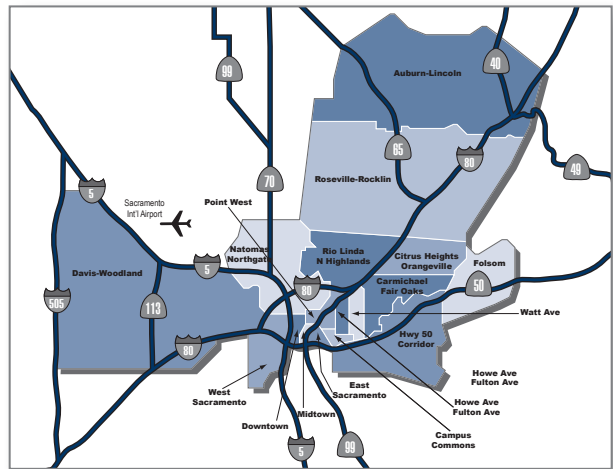 40
99
Auburn-Lincoln
65
80
49
70
Roseville-Rocklin
5
Sacramento
Int'l Airport
Point West
Natomas
Northgate
Rio Linda
N Highlands
Citrus Heights
Orangeville
Folsom
Davis-Woodland
5
80
Carmichael
Fair Oaks
50
505
113
Watt Ave
80
Hwy 50
Corridor
West
Sacramento
East
Sacramento
Howe Ave
Fulton Ave
Downtown
Midtown
Howe Ave
Fulton Ave
Campus
Commons
5
99